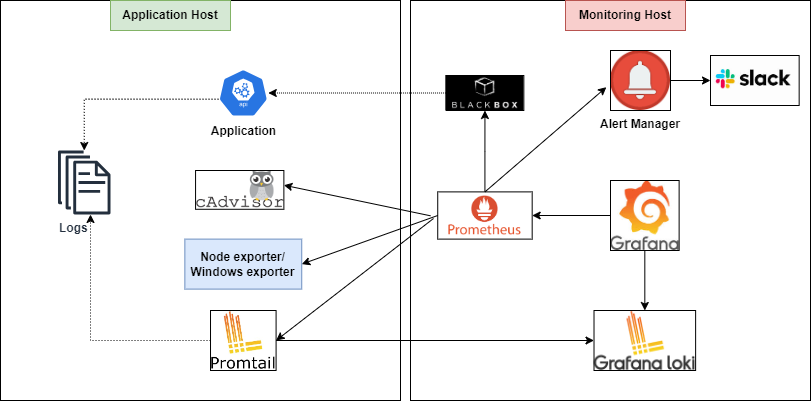 Application Host
Monitoring Host
api
Application
BLACKBOX
Alert Manager
slack
Logs
cAdvisor
Prometheus
Grafana
Node exporter/
Windows exporter
Promtail
Grafana loki